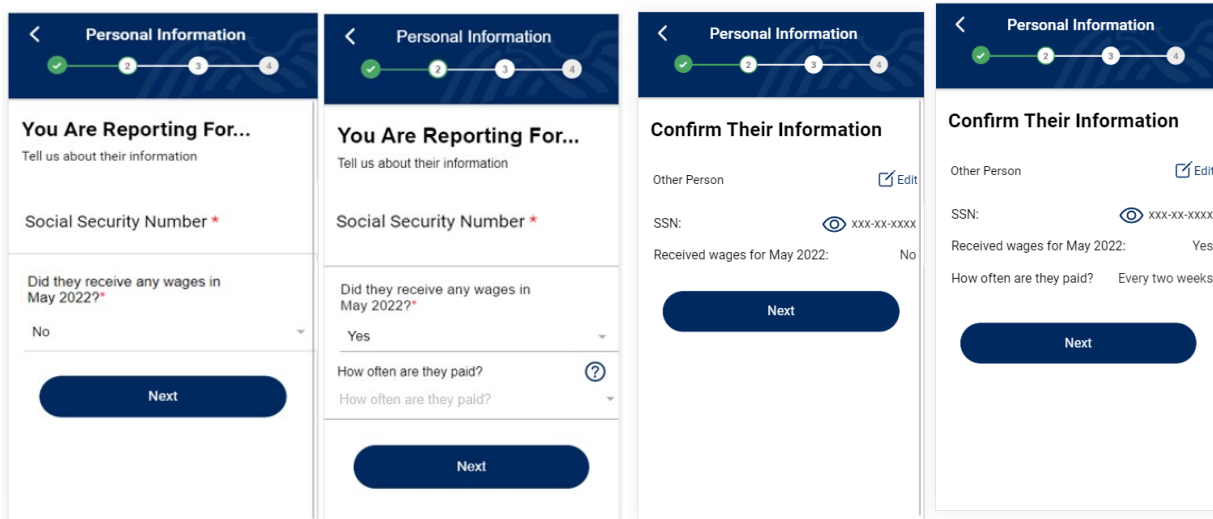 Personal Information
2 3 4
You Are Reporting For...
Tell us about their information
Social Security Number *
Did they receive any wages in
May 2022?*
No
Next
Personal Information
2 3 4
You Are Reporting For...
Tell us about their information
Social Security Number *
Did they receive any wages in
May 2022?*
Yes
How often are they paid? ?
How often are they paid?
Next
Personal Information
2 3 4
Confirm Their Information
Other Person Edit
SSN: xxx-xx-xxxx
Received wages for May 2022: No
Next
Personal Information
2 3 4
Confirm Their Information
Other Person Edit
SSN: xxx-xx-xxxx
Received wages for May 2022: Yes
How often are they paid? Every two weeks
Next